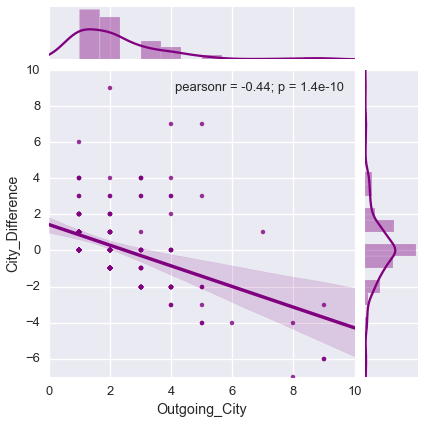 pearsonr = -0.44; p = 1.4e-10
10
8
6
4
2
0
−2
−4
−6
City_Difference
0 2 4 6 8 10
Outgoing_City